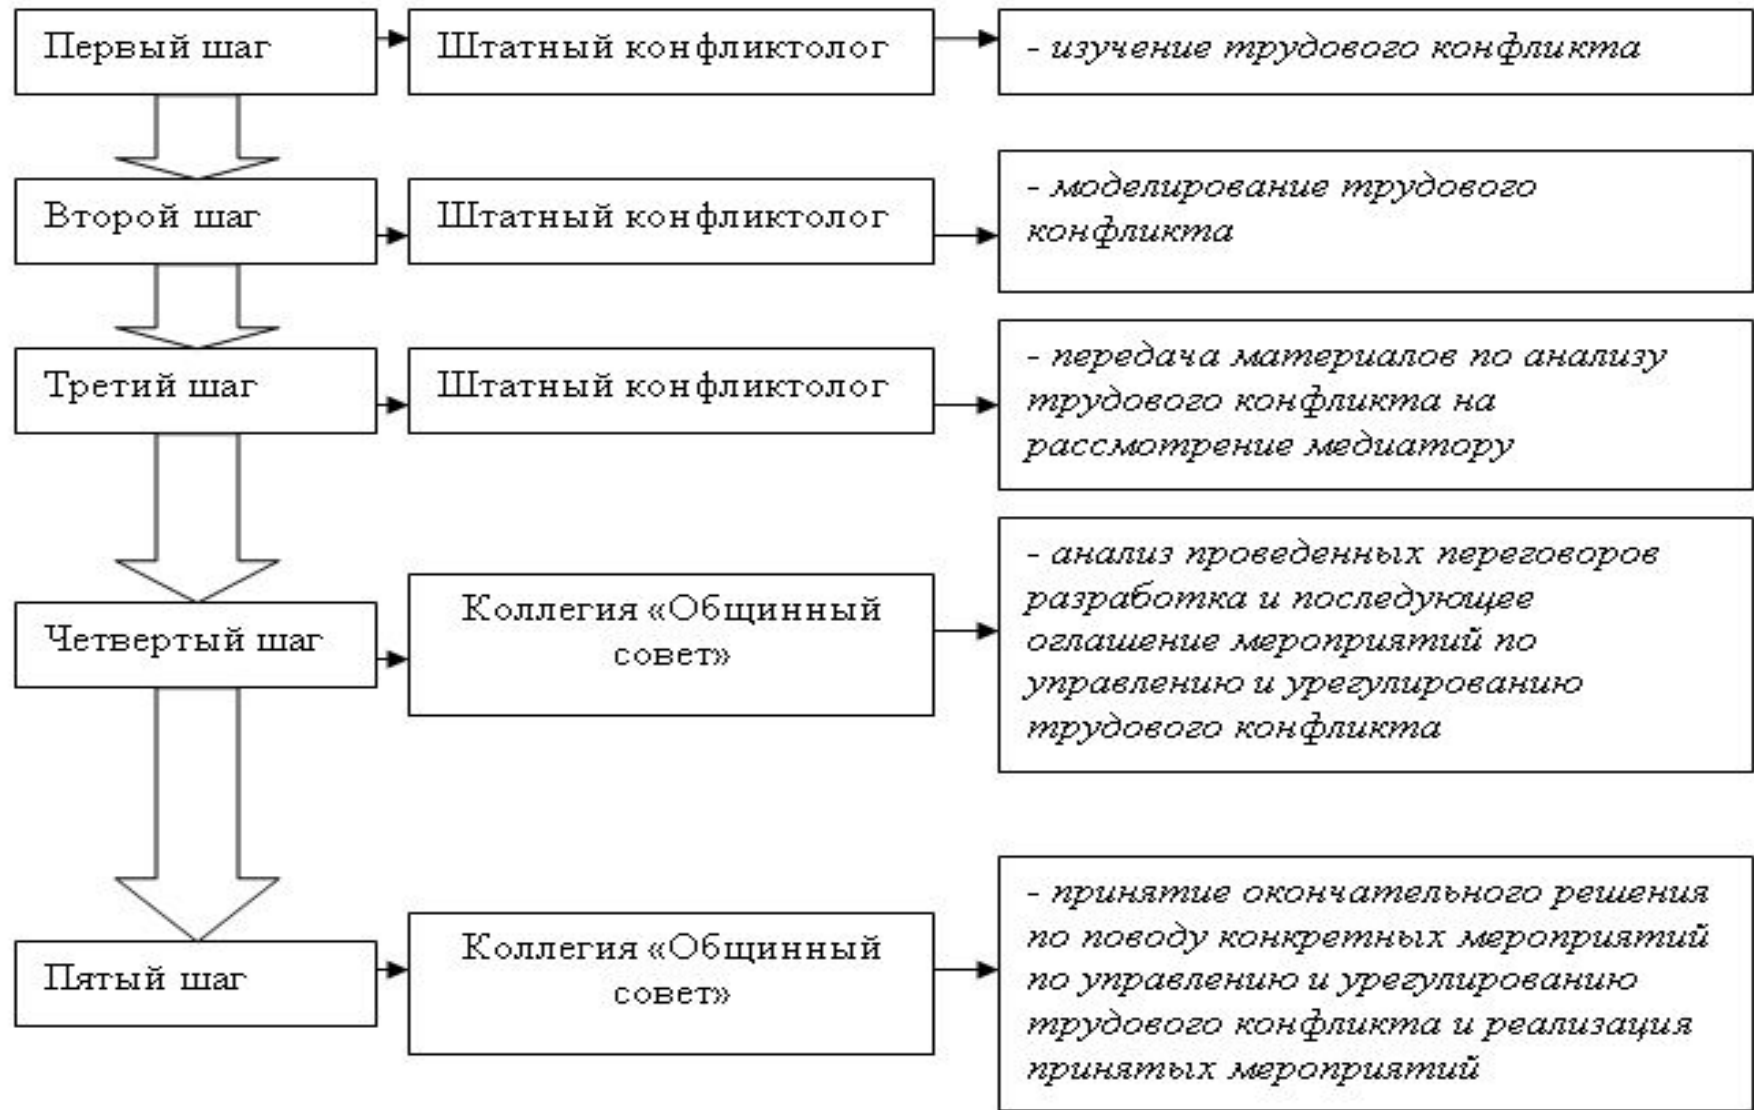 Первый шаг
Штатный конфликтолог
- изучение трудового конфликта
Второй шаг
Штатный конфликтолог
- моделирование трудового
конфликта
Третий шаг
Штатный конфликтолог
- передача материалов по анализу
трудового конфликта на
рассмотрение медиатору
Четвертый шаг
Коллегия «Общинный
совет»
- анализ проведенных переговоров
разработка и последующее
оглашение мероприятий по
управлению и урегулированию
трудового конфликта
Пятый шаг
Коллегия «Общинный
совет»
- принятие окончательного решения
по поводу конкретных мероприятий
по управлению и урегулированию
трудового конфликта и реализация
принятых мероприятий